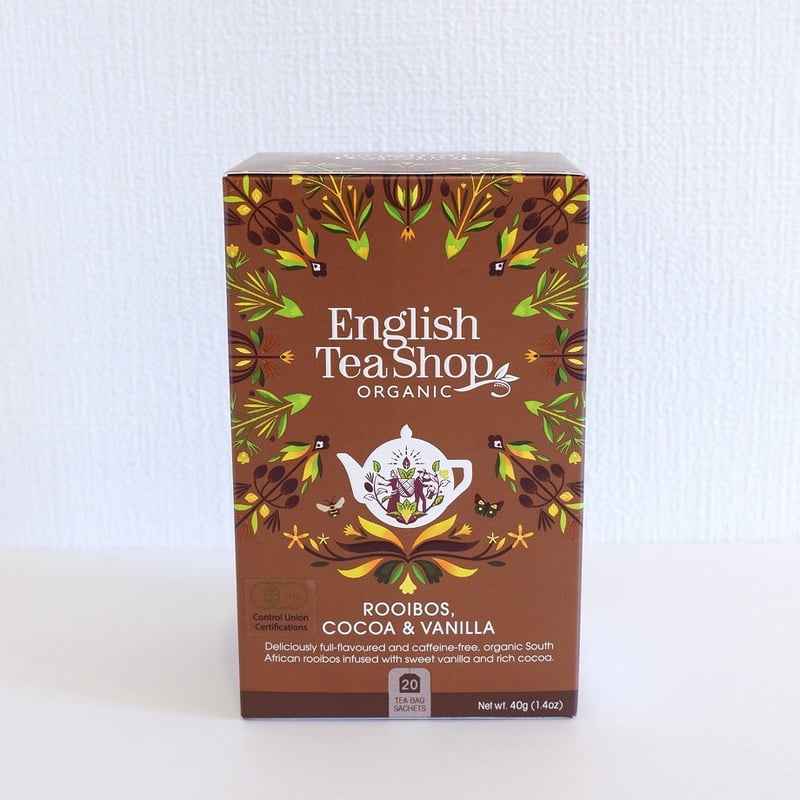 English
Tea Shop
ORGANIC
Control Union
Certifications
ROOIBOS,
COCOA & VANILLA
Deliciously full-flavoured and caffeine-free, organic South
African rooibos infused with sweet vanilla and rich cocoa.
20
TEA BAG
SACHETS
Net wt. 40g (1.4oz)